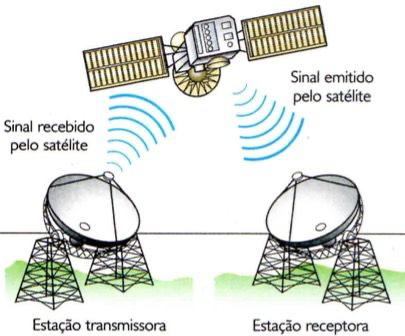 Sinal emitido
pelo satélite
Sinal recebido
pelo satélite
Estação transmissora
Estação receptora